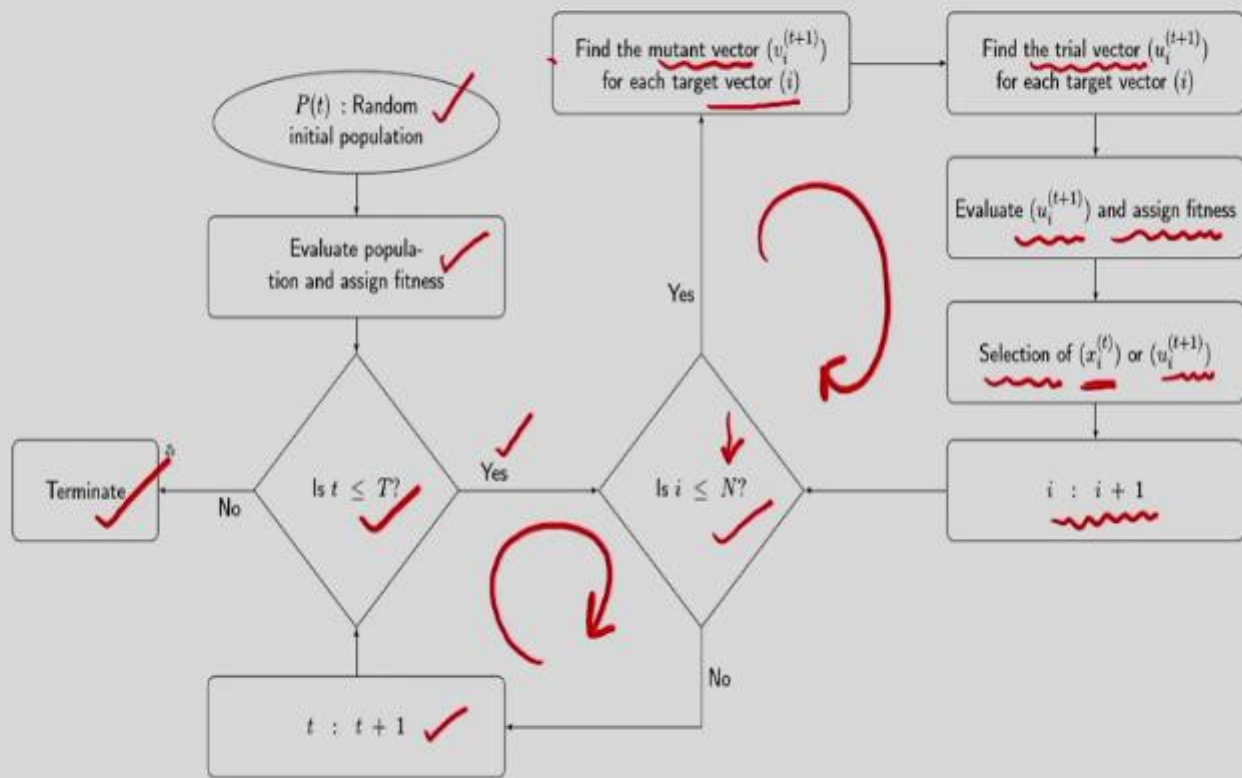 P(t) : Random
initial population
Evaluate popula-
tion and assign fitness
Is t ≤ T?
Yes
No
Terminate
t : t + 1
Is i ≤ N?
Yes
No
Find the mutant vector (v_i^{(t+1)})
for each target vector (i)
Find the trial vector (u_i^{(t+1)})
for each target vector (i)
Evaluate (u_i^{(t+1)}) and assign fitness
Selection of (x_i^{(t)}) or (u_i^{(t+1)})
i : i + 1